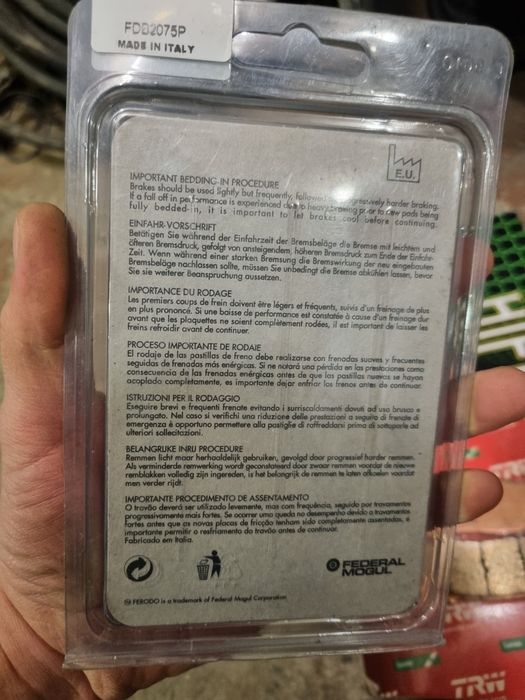 FDB2075P
MADE IN ITALY
E.U.
IMPORTANT BEDDING-IN PROCEDURE
Brakes should be used lightly but frequently, followed progressively harder braking.
If a fall off in performance is experienced due to heavy braking prior to new pads being
fully bedded-in, it is important to let brakes cool before continuing.
EINFAHR-VORSCHRIFT
Betätigen Sie während der Einfahrzeit der Bremsbeläge die Bremse mit leichtem und
öfteren Bremsdruck, gefolgt von ansteigendem, höheren Bremsdruck zum Ende der Einfahr-
Zeit. Wenn während einer starken Bremsung die Bremswirkung der neu eingebauten
Bremsbeläge nachlassen sollte, müssen Sie unbedingt die Bremse abkühlen lassen, bevor
Sie sie weiterer Beanspruchung aussetzen.
IMPORTANCE DU RODAGE
Les premiers coups de frein doivent être légers et fréquents, suivis d'un freinage de plus
en plus prononcé. Si une baisse de performance est constatée à cause d'un freinage dur
avant que les plaquettes ne soient complètement rodées, il est important de laisser les
freins refroidir avant de continuer.
PROCESO IMPORTANTE DE RODAJE
El rodaje de las pastillas de freno debe realizarse con frenadas suaves y frecuentes
seguidas de frenadas más enérgicas. Si se notará una pérdida en las prestaciones como
consecuencia de las frenadas enérgicas antes de que las pastillas nuevas se hayan
acoplado completamente, es importante dejar enfriar los frenos antes de continuar.
ISTRUZIONI PER IL RODAGGIO
Eseguire brevi e frequenti frenate evitando i surriscaldamenti dovuti ad uso brusco e
prolungato. Nel caso si verifichi una riduzione delle prestazioni a seguito di frenate di
emergenza è opportuno permettere alla pastiglie di raffreddarsi prima di sottoporle ad
ulteriori sollecitazioni.
BELANGRIJKE INRIJ PROCEDURE
Remmen licht maar herhaaldelijk gebruiken, gevolgd door progressief harder remmen.
Als verminderde remwerking wordt geconstateerd door zwaar remmen voordat de nieuwe
remblokken volledig zijn ingereden, is het belangrijk de remmen te laten afkoelen voordat
men verder rijdt.
IMPORTANTE PROCEDIMENTO DE ASSENTAMENTO
O travão deverá ser utilizado levemente, mas com frequência, seguido por travamentos
progressivamente mais fortes. Se ocorrer uma queda no desempenho devido a travamentos
fortes antes que as novas placas de fricção tenham sido completamente assentadas, é
importante permitir o resfriamento do travão antes de continuar.
Fabricado em Itália.
FEDERAL
MOGUL
FERODO is a trademark of Federal Mogul Corporation
TRW
TRW